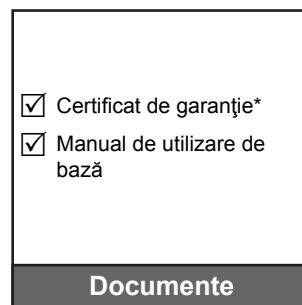 ☑ Certificat de garanţie*
☑ Manual de utilizare de
bază
Documente